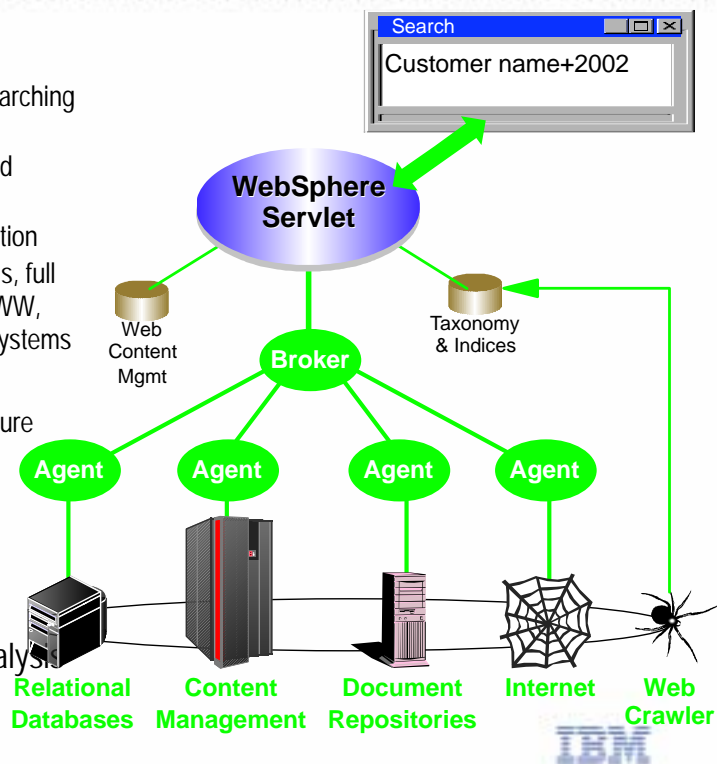 Search
Customer name+2002
arching
d
tion
s, full
WW,
ystems
ure
alysis
WebSphere
Servlet
Web
Content
Mgmt
Taxonomy
& Indices
Broker
Agent Agent Agent Agent
Relational
Databases
Content
Management
Document
Repositories
Internet
Web
Crawler
IBM